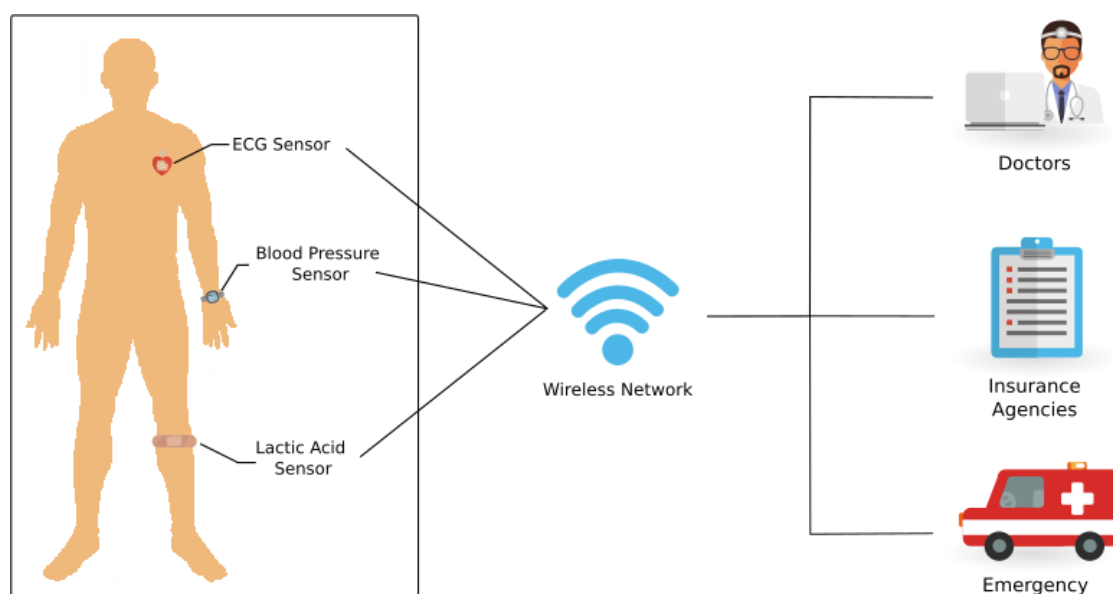 ECG Sensor
Blood Pressure
Sensor
Lactic Acid
Sensor
Wireless Network
Doctors
Insurance
Agencies
Emergency